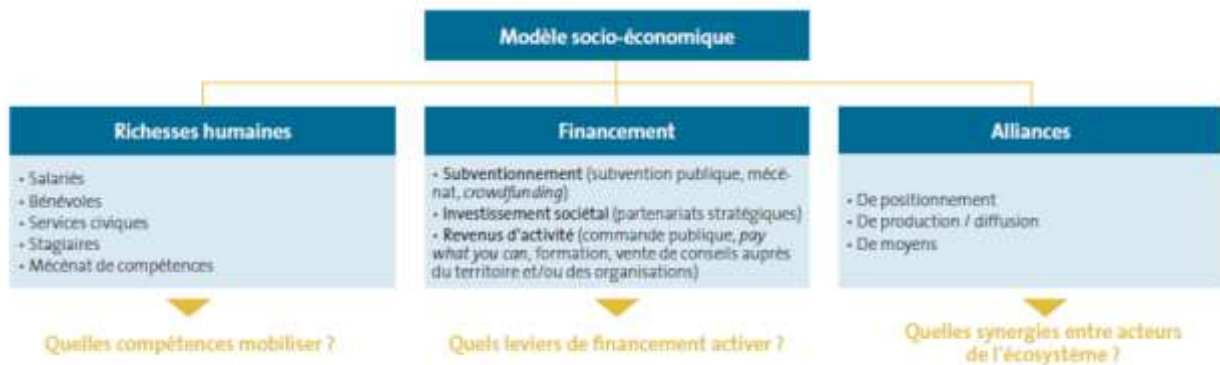 Modèle socio-économique
Richesses humaines
• Salariés
• Bénévoles
• Services civiques
• Stagiaires
• Mécénat de compétences
Quelles compétences mobiliser ?
Financement
• Subventionnement (subvention publique, mécé-
nat, crowdfunding)
• Investissement sociétal (partenariats stratégiques)
• Revenus d'activité (commande publique, pay
what you can, formation, vente de conseils auprès
du territoire et/ou des organisations)
Quels leviers de financement activer ?
Alliances
• De positionnement
• De production / diffusion
• De moyens
Quelles synergies entre acteurs
de l'écosystème ?